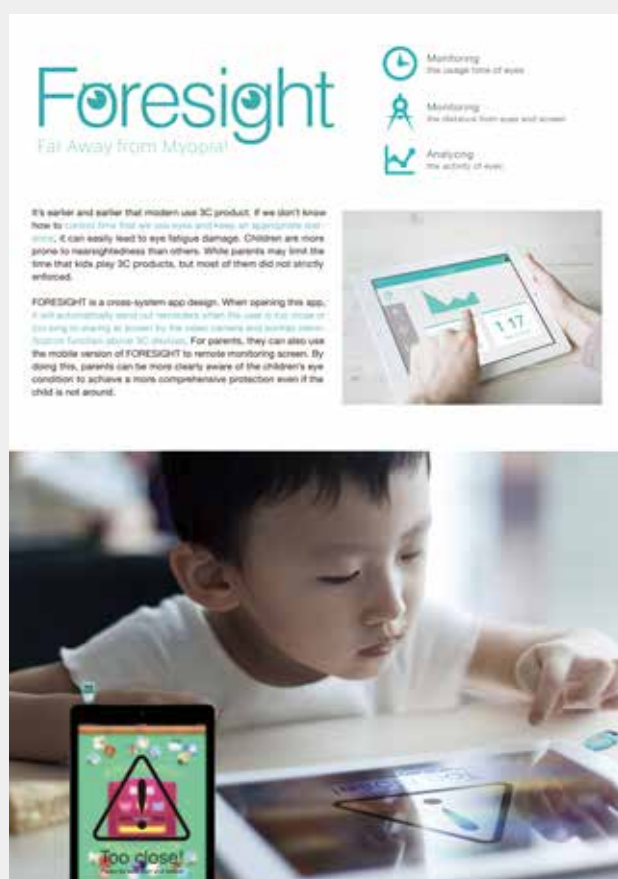 Foresight
Far Away from Myopia!
Monitoring
the usage time of eyes
Monitoring
the distance from eyes and screen
Analyzing
the activity of eyes
It's earlier and earlier that modern use 3C product. If we don't know
how to control time that we use eyes and keep an appropriate dist-
ance, it can easily lead to eye fatigue damage. Children are more
prone to nearsightedness than others. While parents may limit the
time that kids play 3C products, but most of them did not strictly
enforced.
FORESIGHT is a cross-system app design. When opening this app,
it will automatically send out reminders when the user is too close or
too long to staring at screen by the video camera and
function above 3C devices. For parents, they can also use
the mobile version of FORESIGHT to remote monitoring screen. By
doing this, parents can be more clearly aware of the children's eye
condition to achieve a more comprehensive protection even if the
child is not around.
1 17
Too close!